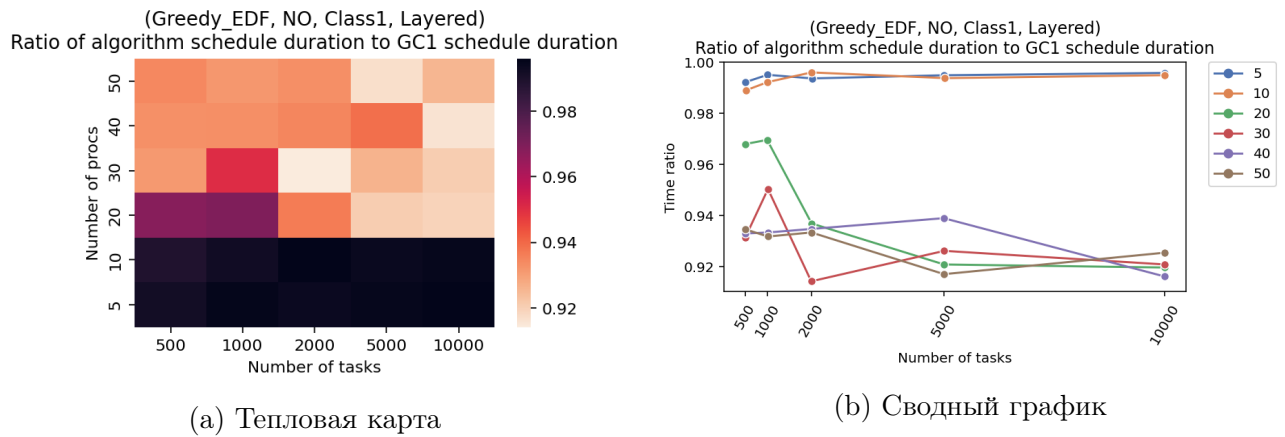 (Greedy_EDF, NO, Class1, Layered)
Ratio of algorithm schedule duration to GC1 schedule duration
Number of procs
50
40
30
20
10
5
500 1000 2000 5000 10000
Number of tasks
0.98
0.96
0.94
0.92
(a) Тепловая карта
(Greedy_EDF, NO, Class1, Layered)
Ratio of algorithm schedule duration to GC1 schedule duration
Time ratio
1.00
0.98
0.96
0.94
0.92
500 1000 2000 5000 10000
Number of tasks
5
10
20
30
40
50
(b) Сводный график